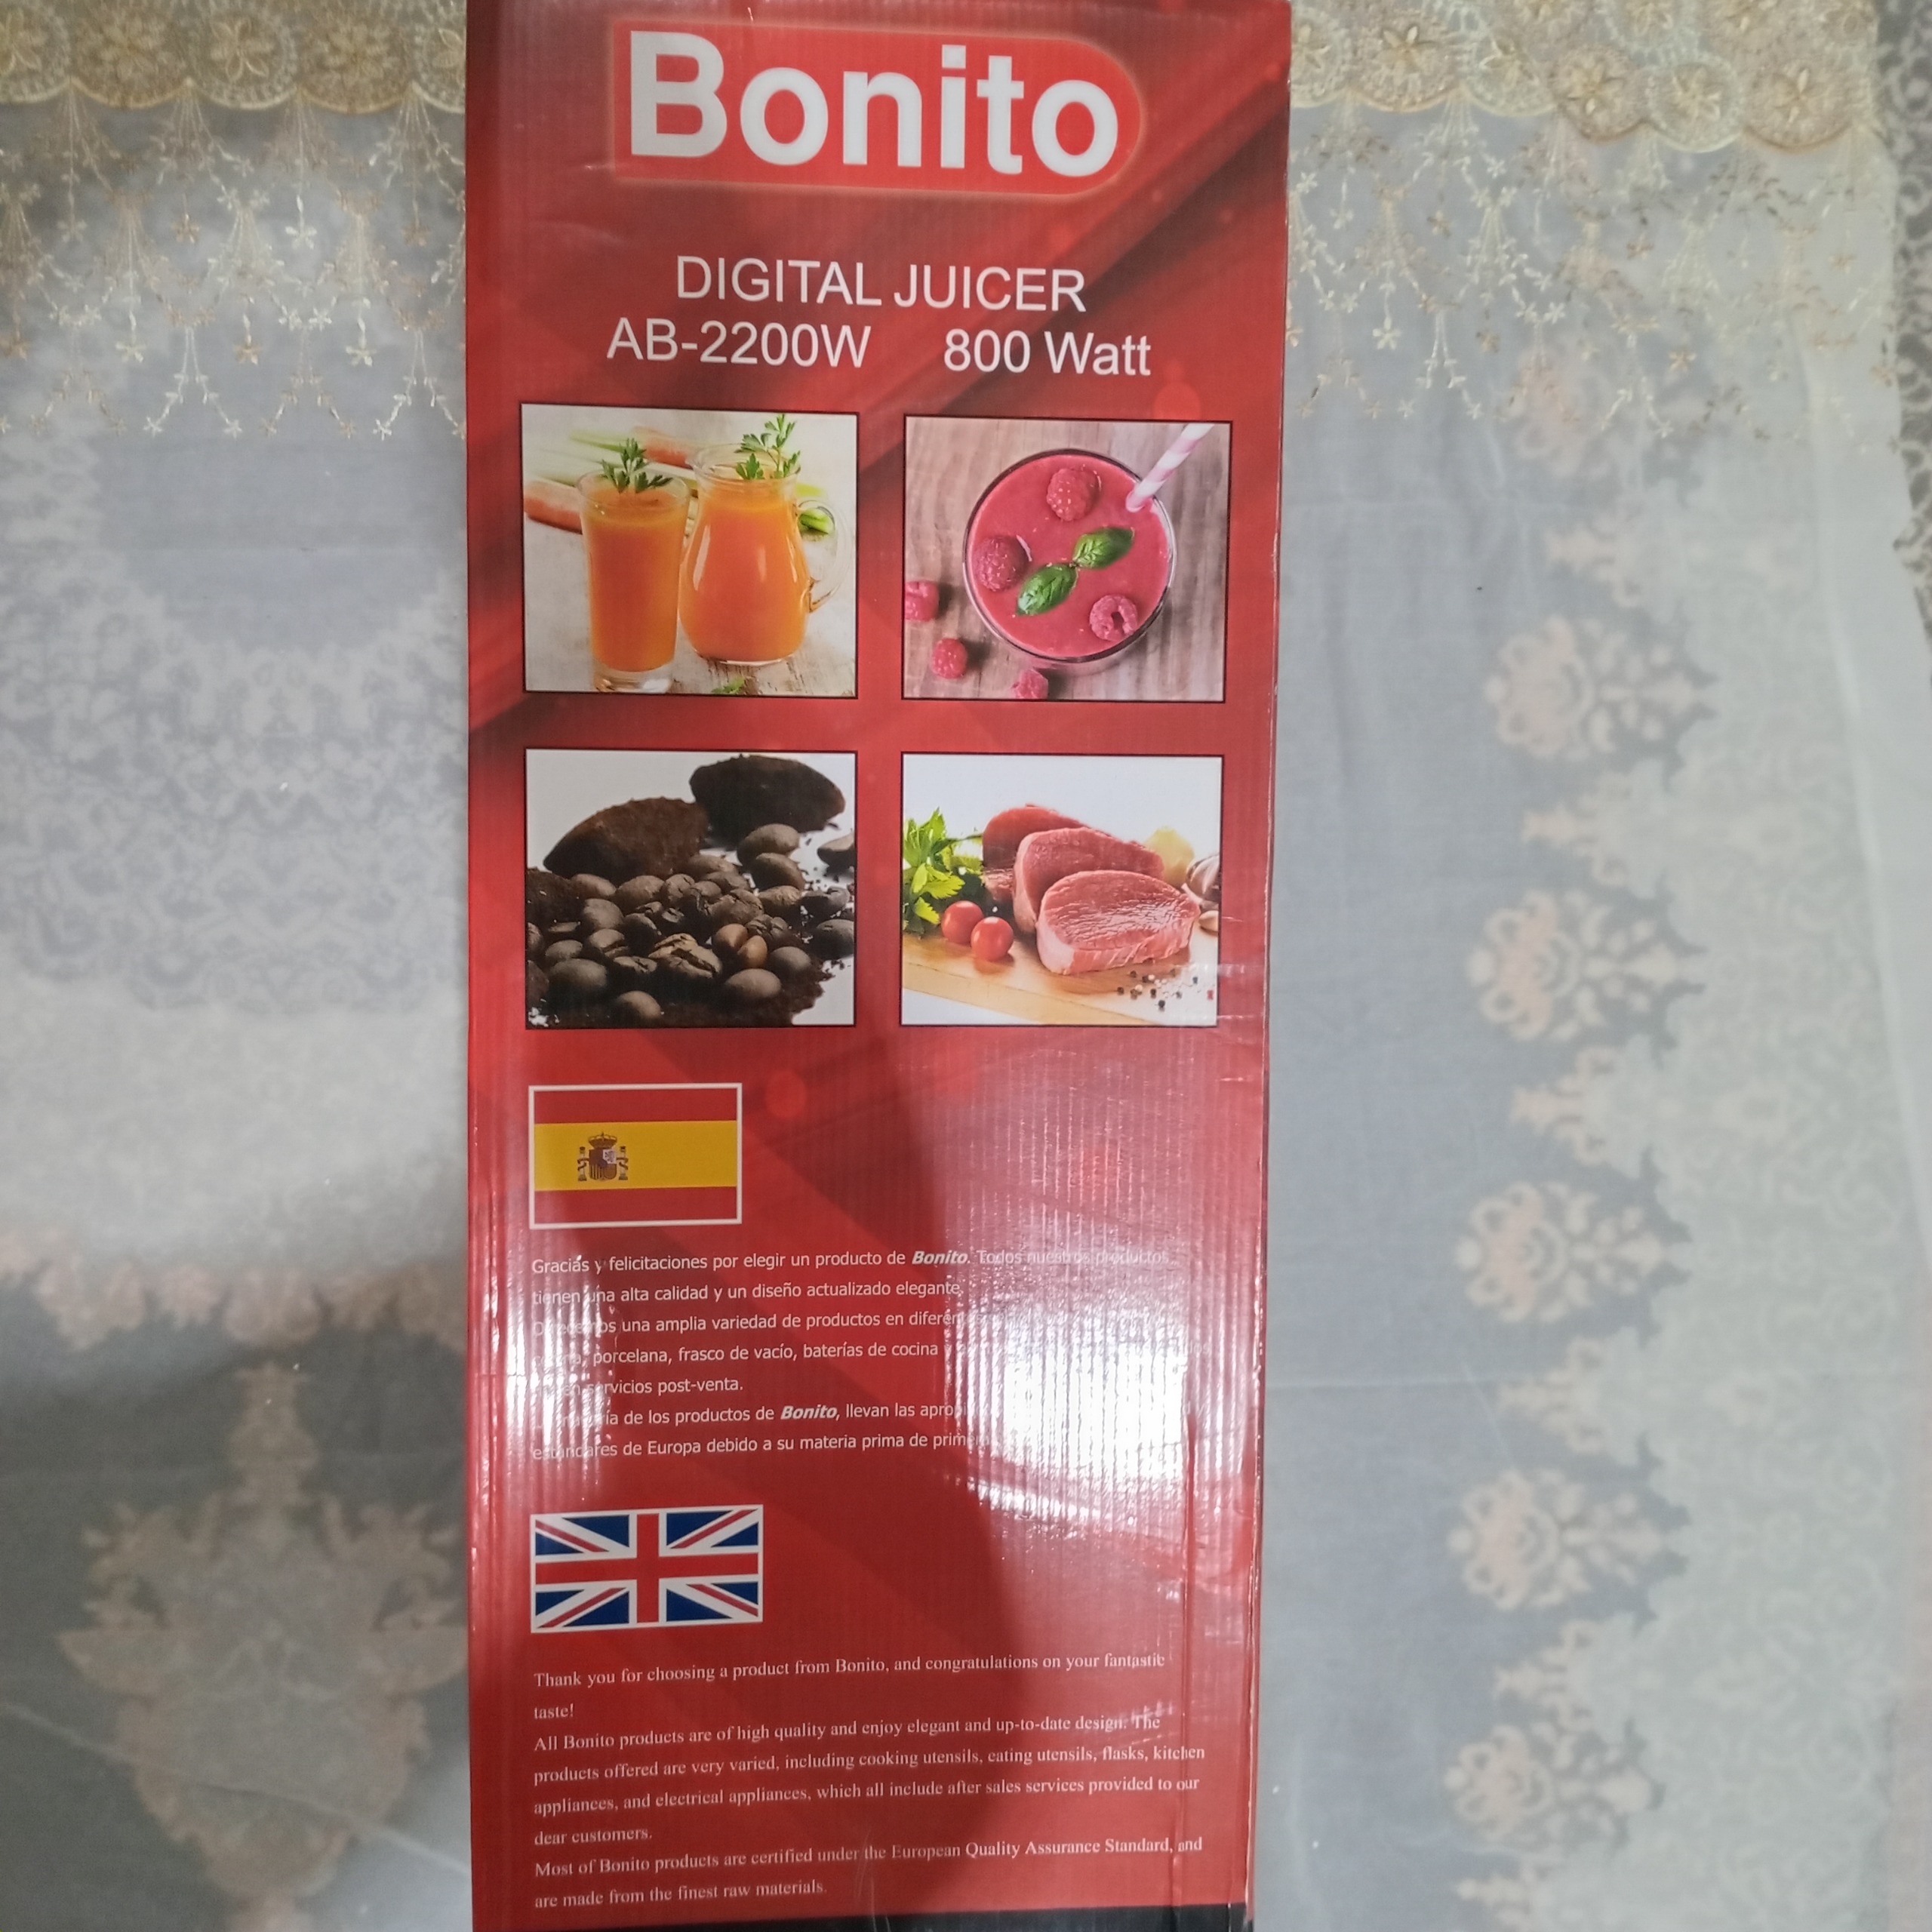 Bonito
DIGITAL JUICER
AB-2200W 800 Watt
Gracias y felicitaciones por elegir un producto de Bonito. Todos nuestros productos
tienen una alta calidad y un diseño actualizado elegante.
una amplia variedad de productos en
porcelana, frasco de vacío, baterías de cocina
servicios post-venta.
de los productos de Bonito, llevan las
estándares de Europa debido a su materia prima de
Thank you for choosing a product from Bonito, and congratulations on your fantastic
taste!
All Bonito products are of high quality and enjoy elegant and up-to-date design. The
products offered are very varied, including cooking utensils, eating utensils, flasks, kitchen
appliances, and electrical appliances, which all include after sales services provided to our
dear customers.
Most of Bonito products are certified under the European Quality Assurance Standard, and
are made from the finest raw materials.